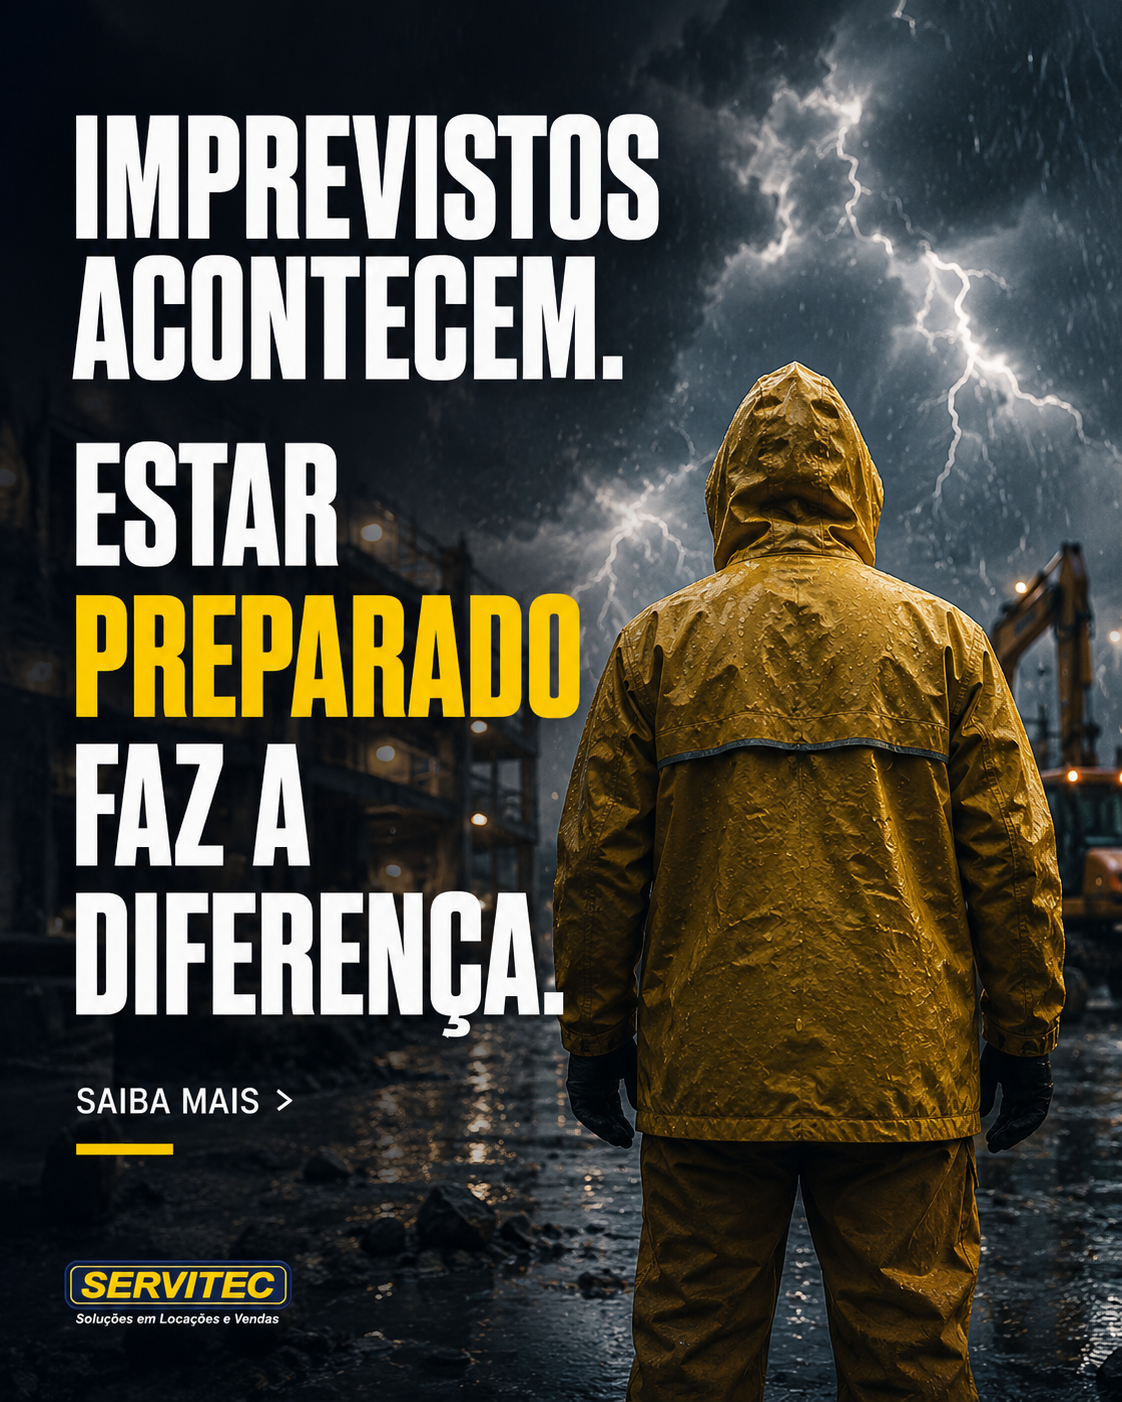 IMPREVISTOS
ACONTECEM.
ESTAR
PREPARADO
FAZ A
DIFERENÇA.
SAIBA MAIS >
SERVITEC
Soluções em Locações e Vendas